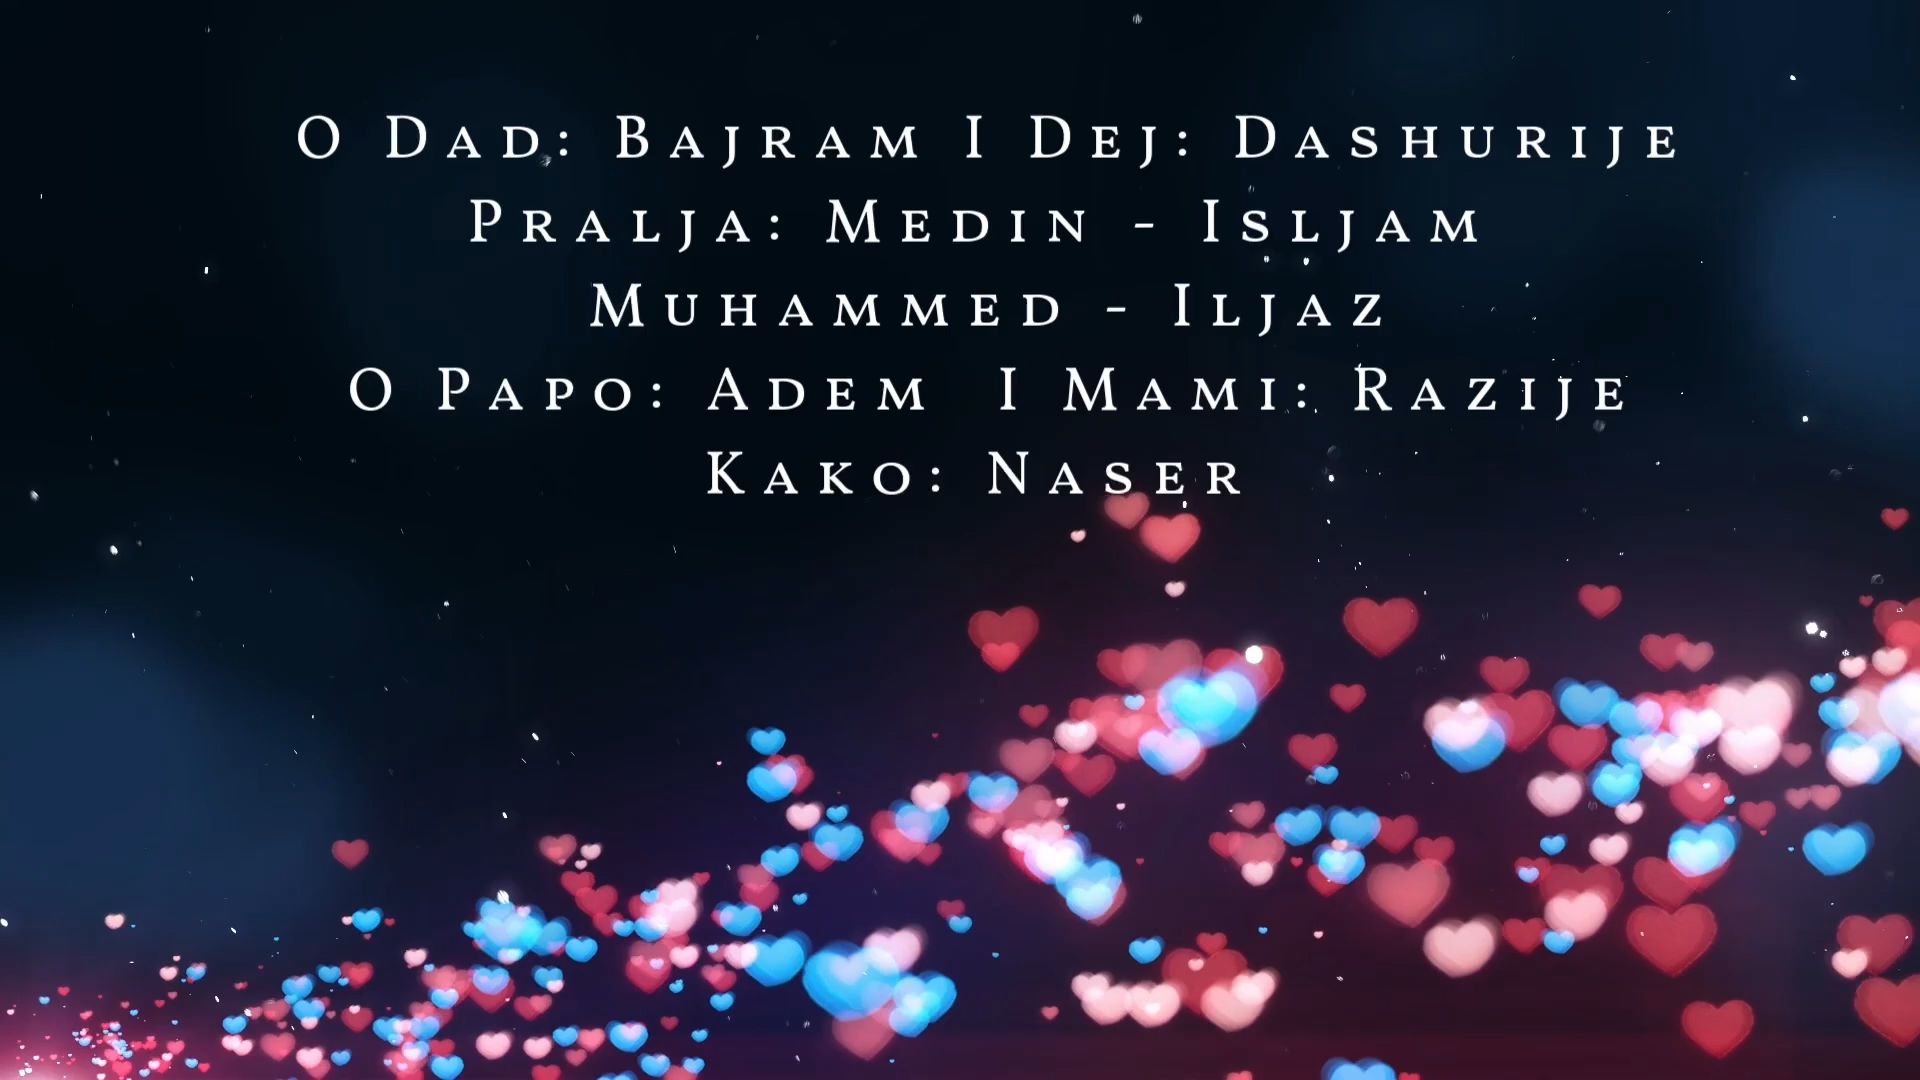 O Dad: Bajram I Dej: Dashurije
Pralja: Medin - Isljam
Muhammed - Iljaz
O Papo: Adem I Mami: Razije
Kako: Naser